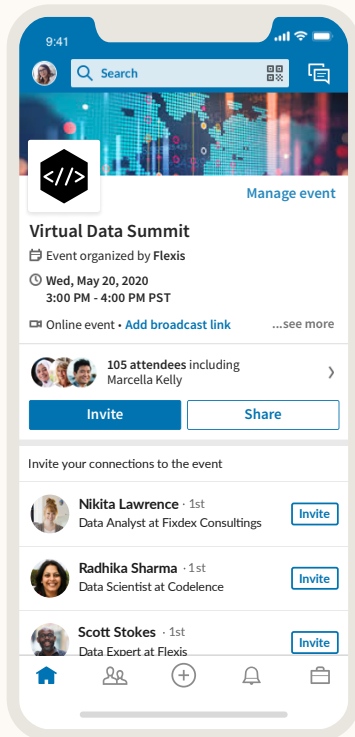 9:41
Search
</>
Manage event
Virtual Data Summit
Event organized by Flexis
Wed, May 20, 2020
3:00 PM - 4:00 PM PST
Online event • Add broadcast link ...see more
105 attendees including
Marcella Kelly
Invite Share
Invite your connections to the event
Nikita Lawrence · 1st
Data Analyst at Fixdex Consultings
Invite
Radhika Sharma · 1st
Data Scientist at Codelence
Invite
Scott Stokes · 1st
Data Expert at Flexis
Invite